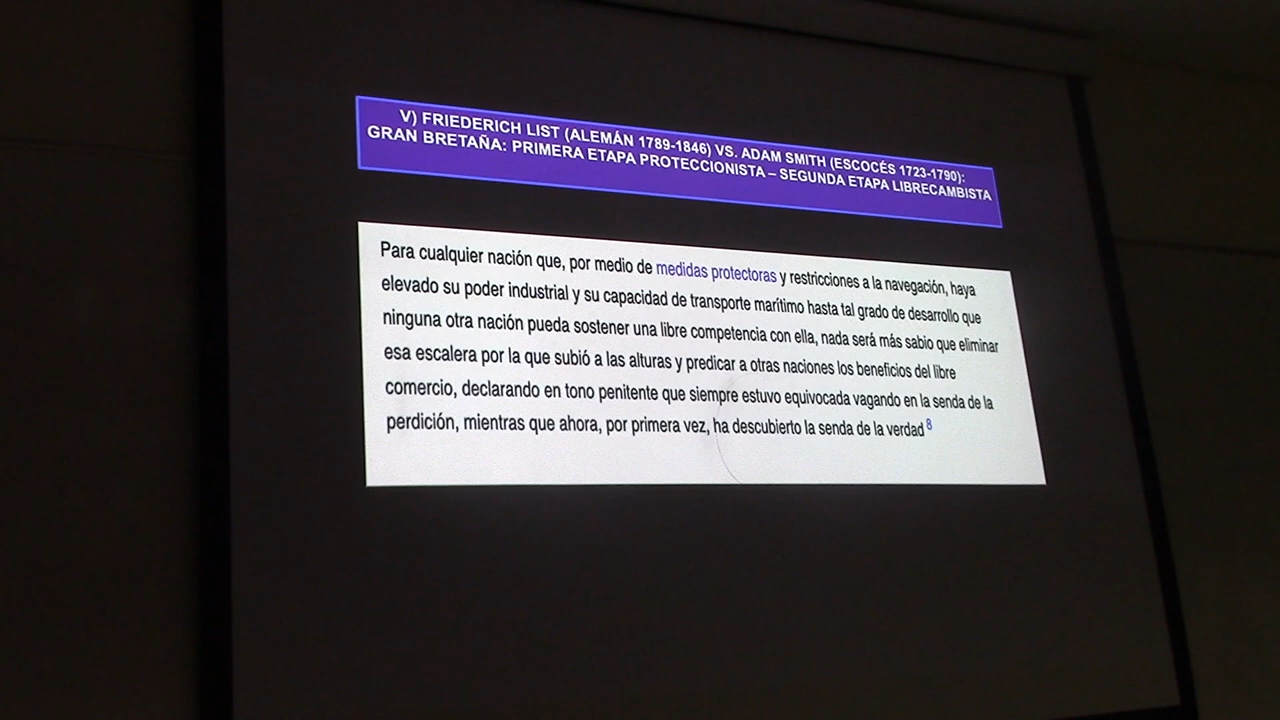 V) FRIEDERICH LIST (ALEMÁN 1789-1846) VS. ADAM SMITH (ESCOCÉS 1723-1790):
GRAN BRETAÑA: PRIMERA ETAPA PROTECCIONISTA – SEGUNDA ETAPA LIBRECAMBISTA
Para cualquier nación que, por medio de medidas protectoras y restricciones a la navegación, haya
elevado su poder industrial y su capacidad de transporte marítimo hasta tal grado de desarrollo que
ninguna otra nación pueda sostener una libre competencia con ella, nada será más sabio que eliminar
esa escalera por la que subió a las alturas y predicar a otras naciones los beneficios del libre
comercio, declarando en tono penitente que siempre estuvo equivocada vagando en la senda de la
perdición, mientras que ahora, por primera vez, ha descubierto la senda de la verdad 8